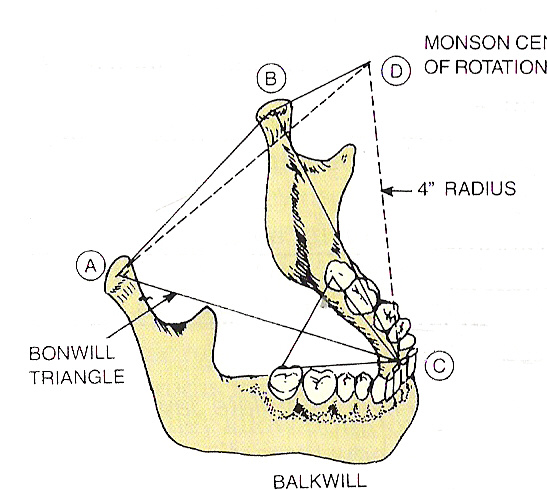 MONSON CEN
B
D
OF ROTATION
4" RADIUS
A
BONWILL
TRIANGLE
C
BALKWILL